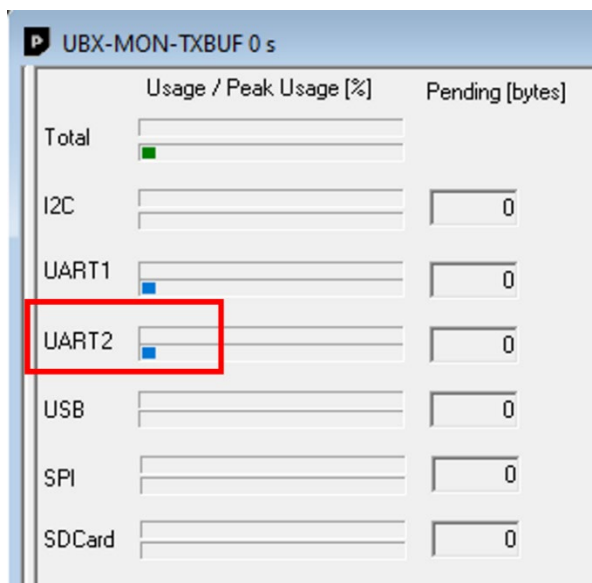 UBX-MON-TXBUF 0 s
Usage / Peak Usage [%] Pending [bytes]
Total
I2C 0
UART1 0
UART2 0
USB 0
SPI 0
SDCard 0